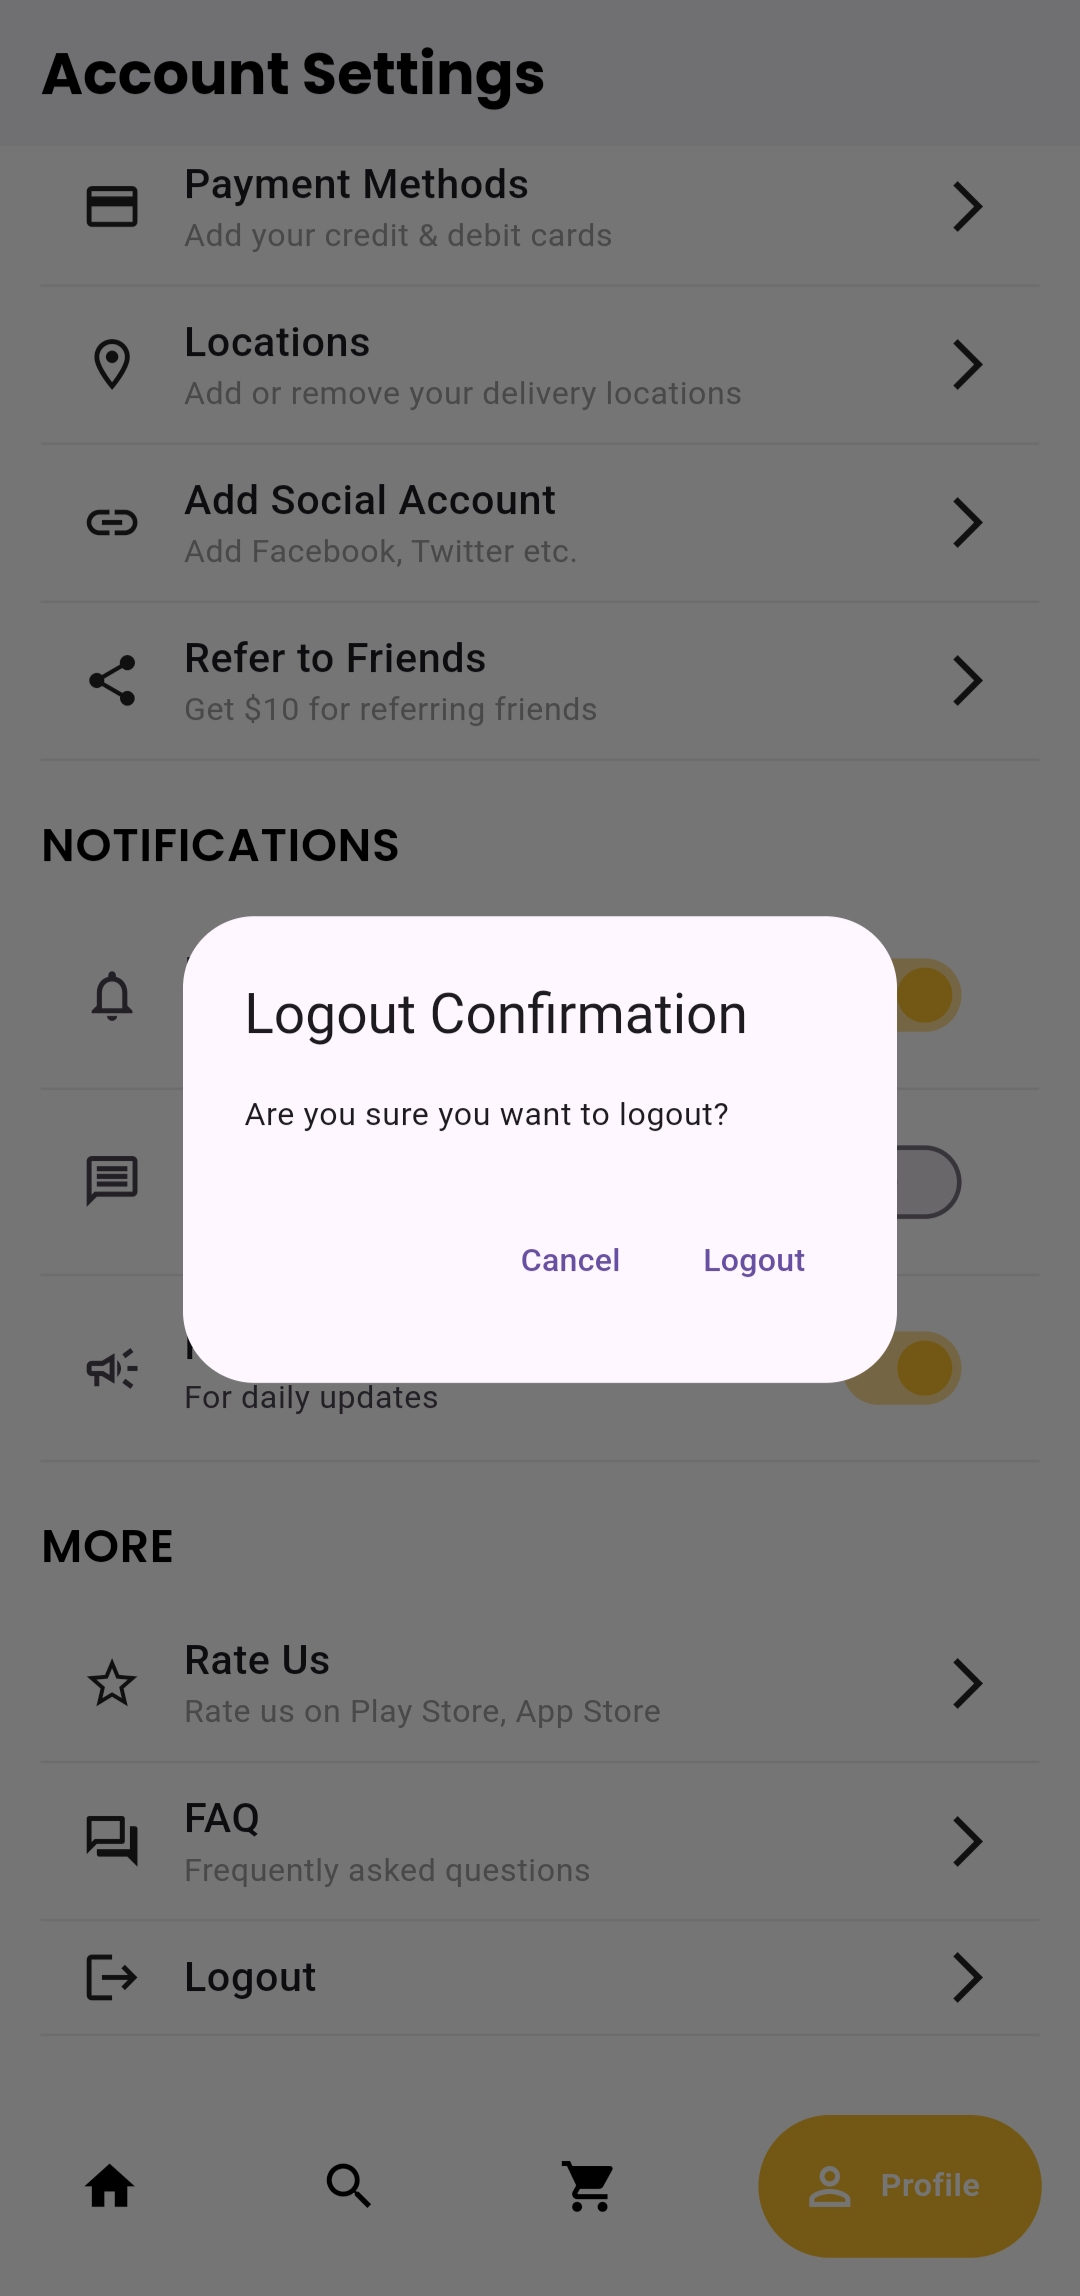 Account Settings
Payment Methods
Add your credit & debit cards
Locations
Add or remove your delivery locations
Add Social Account
Add Facebook, Twitter etc.
Refer to Friends
Get $10 for referring friends
NOTIFICATIONS
Logout Confirmation
Are you sure you want to logout?
Cancel Logout
For daily updates
MORE
Rate Us
Rate us on Play Store, App Store
FAQ
Frequently asked questions
Logout
Profile